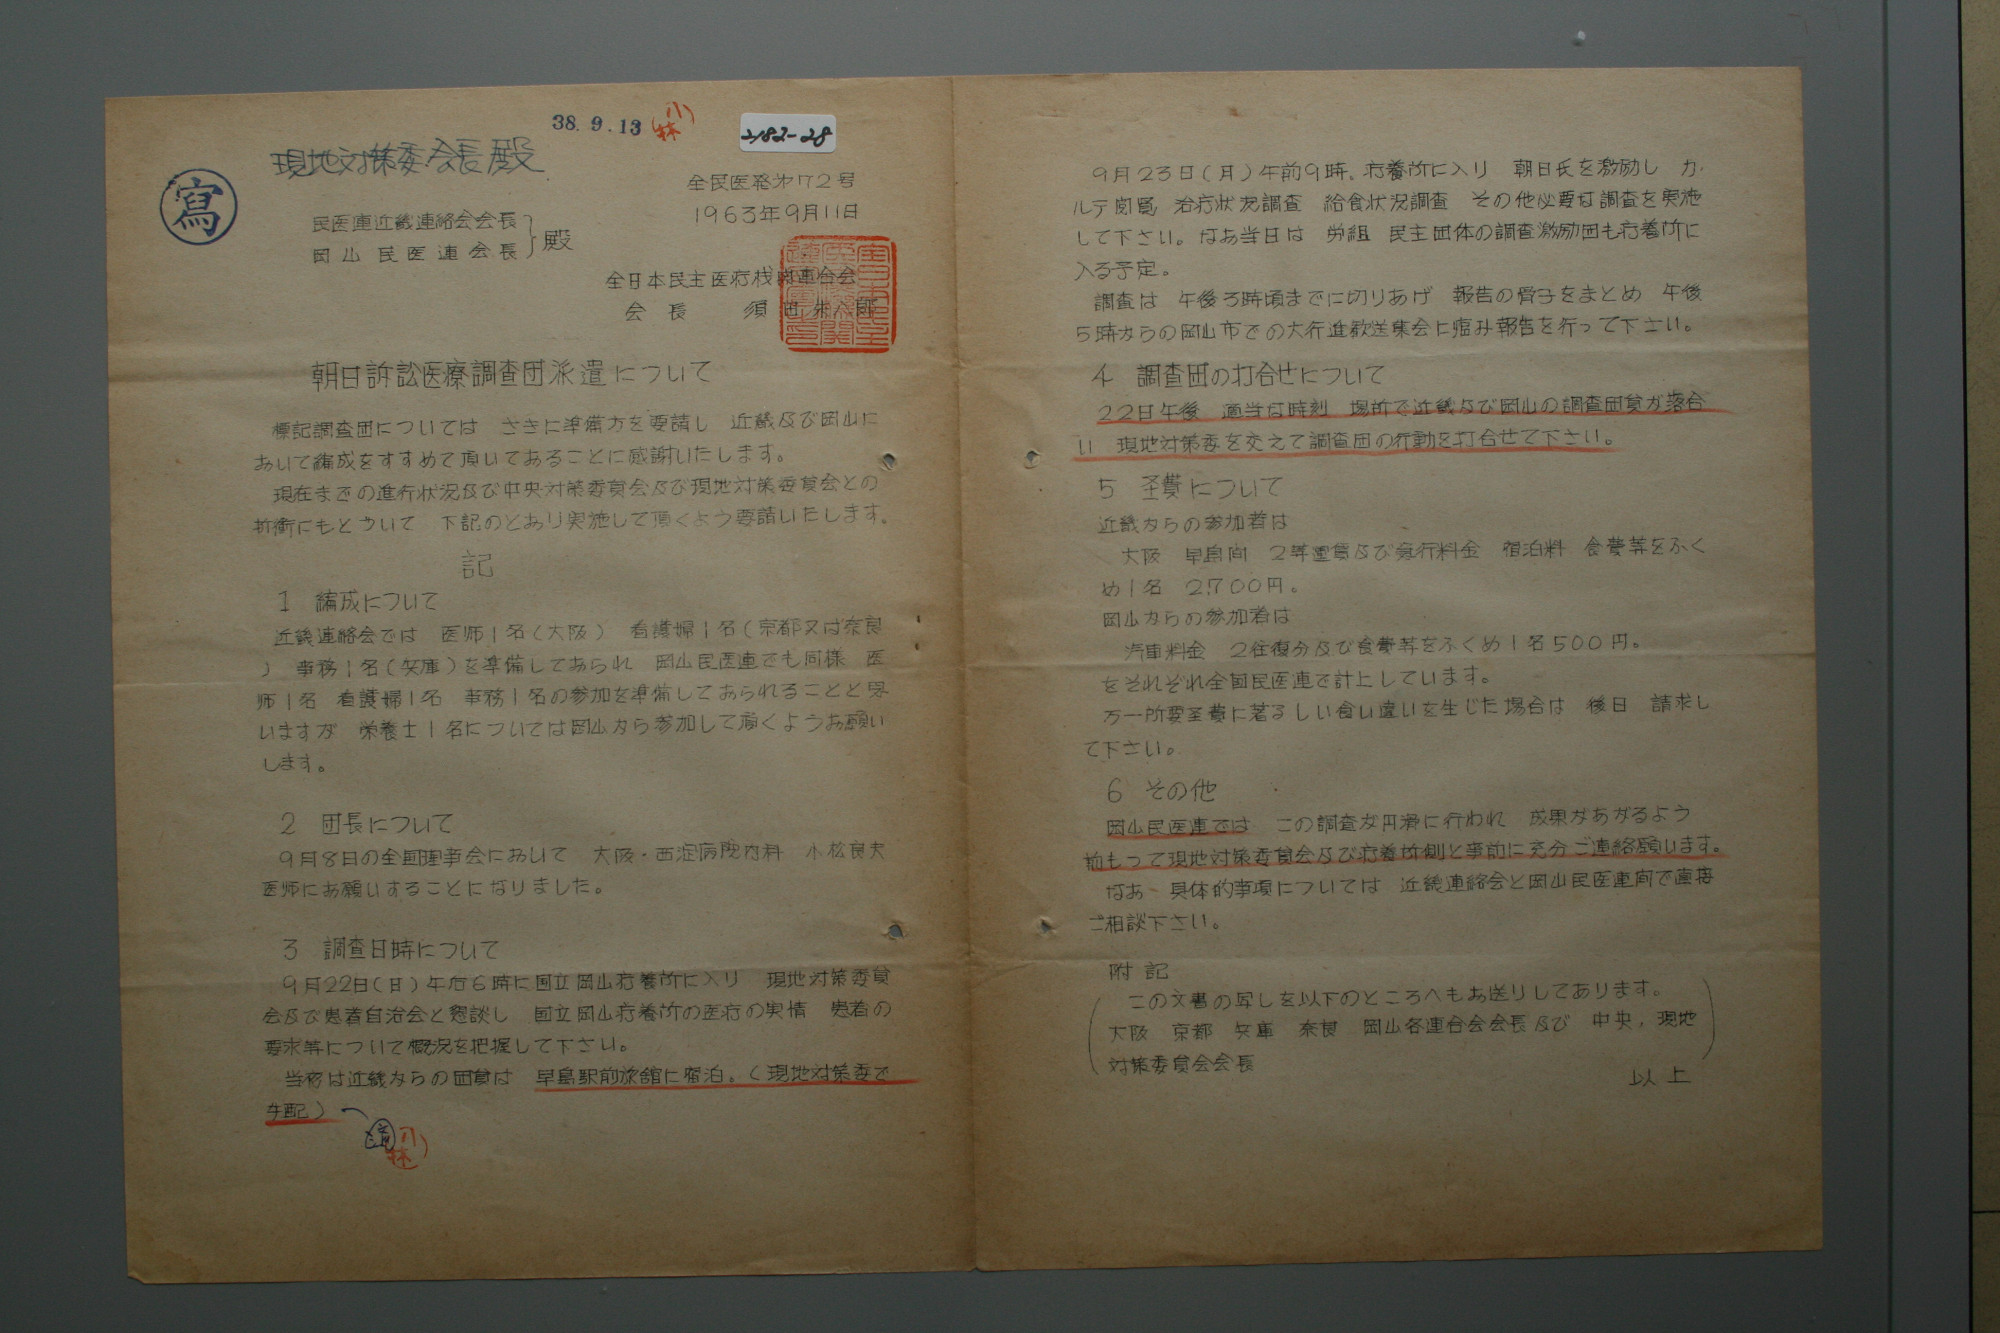 38.9.13
小林
2182-28
現地対策委会長殿
寫
全民医発第72号
1963年9月11日
民医連近畿連絡会会長
岡山民医連会長
殿
全日本民主医療機関連合会
会長 須田朱八郎
朝日訴訟医療調査団派遣について
標記調査団については さきに準備方を要請し 近畿及び岡山に
おいて編成をすすめて頂いてあることに感謝いたします。
現在までの進行状況及び中央対策委員会及び現地対策委員会との
折衝にもとづいて 下記のとおり実施して頂くよう要請いたします。
記
1 編成について
近畿連絡会では 医師1名(大阪) 看護婦1名(京都又は奈良
) 事務1名(兵庫)を準備しておられ 岡山民医連でも同様 医
師1名 看護婦1名 事務1名の参加を準備しておられることと思
いますが 栄養士1名については岡山から参加して頂くようお願い
します。
2 団長について
9月8日の全国理事会において 大阪・西淀病院内科 小松良夫
医師にお願いすることになりました。
3 調査日時について
9月22日(日)午后6時に国立岡山療養所に入り 現地対策委員
会及び患者自治会と懇談し 国立岡山療養所の医療の実情 患者の
要求等について概況を把握して下さい。
当夜は近畿からの団員は 早島駅前旅館に宿泊。(現地対策委で
手配)
済
小林
9月23日(月)午前9時、療養所に入り 朝日氏を激励し カ
ルテ閲覧 治療状況調査 給食状況調査 その他必要な調査を実施
して下さい。なお当日は 労組 民主団体の調査激励団も療養所に
入る予定。
調査は 午後3時頃までに切りあげ 報告の骨子をまとめ 午後
5時からの岡山市での大行進歓送集会に臨み報告を行って下さい。
4 調査団の打合せについて
22日午後 適当な時刻 場所で近畿及び岡山の調査団員が落合
い 現地対策委を交えて調査団の行動を打合せて下さい。
5 圣費について
近畿からの参加者は
大阪 早島间 2等運賃及び急行料金 宿泊料 食費等をふく
め1名 2,700円。
岡山からの参加者は
汽車料金 2往復分及び食費等をふくめ1名500円。
をそれぞれ全国民医連で計上しています。
万一所要圣費に著るしい食い違いを生じた場合は 後日 請求し
て下さい。
6 その他
岡山民医連では この調査が円滑に行われ 成果があがるよう
前もって現地対策委員会及び療養所側と事前に充分ご連絡願います。
なお、具体的事項については 近畿連絡会と岡山民医連间で直接
ご相談下さい。
附記
この文書の写しを以下のところへもお送りしてあります。
大阪 京都 兵庫 奈良 岡山各連合会会長及び 中央,現地
対策委員会会長
以上